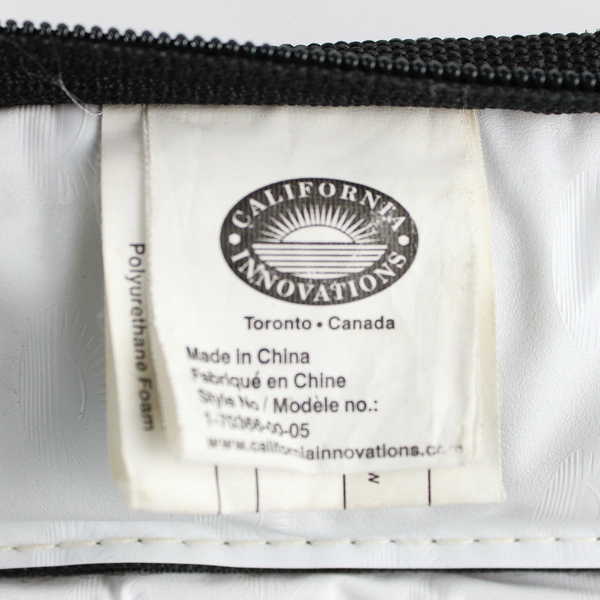 CALIFORNIA
INNOVATIONS
Toronto • Canada
Made in China
Fabriqué en Chine
Style No / Modèle no.:
1-70366-00-05
www.californiainnovations.com
Polyurethane Foam